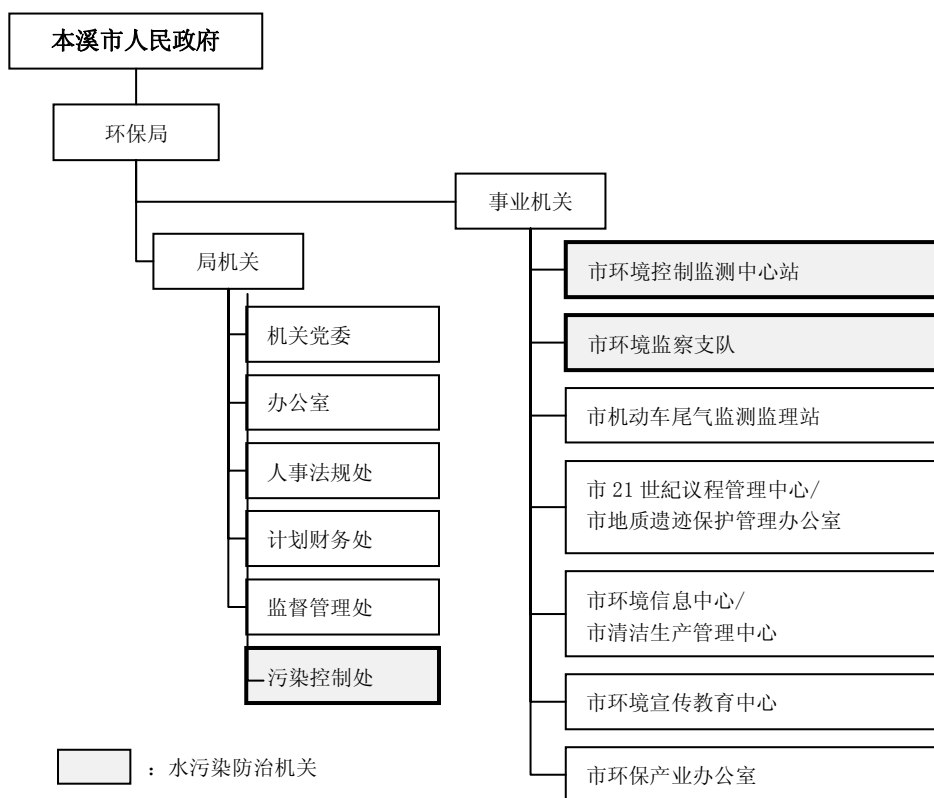 本溪市人民政府
环保局
事业机关
局机关
机关党委
办公室
人事法规处
计划财务处
监督管理处
污染控制处
市环境控制监测中心站
市环境监察支队
市机动车尾气监测监理站
市 21 世紀议程管理中心/
市地质遗迹保护管理办公室
市环境信息中心/
市清洁生产管理中心
市环境宣传教育中心
市环保产业办公室
：水污染防治机关